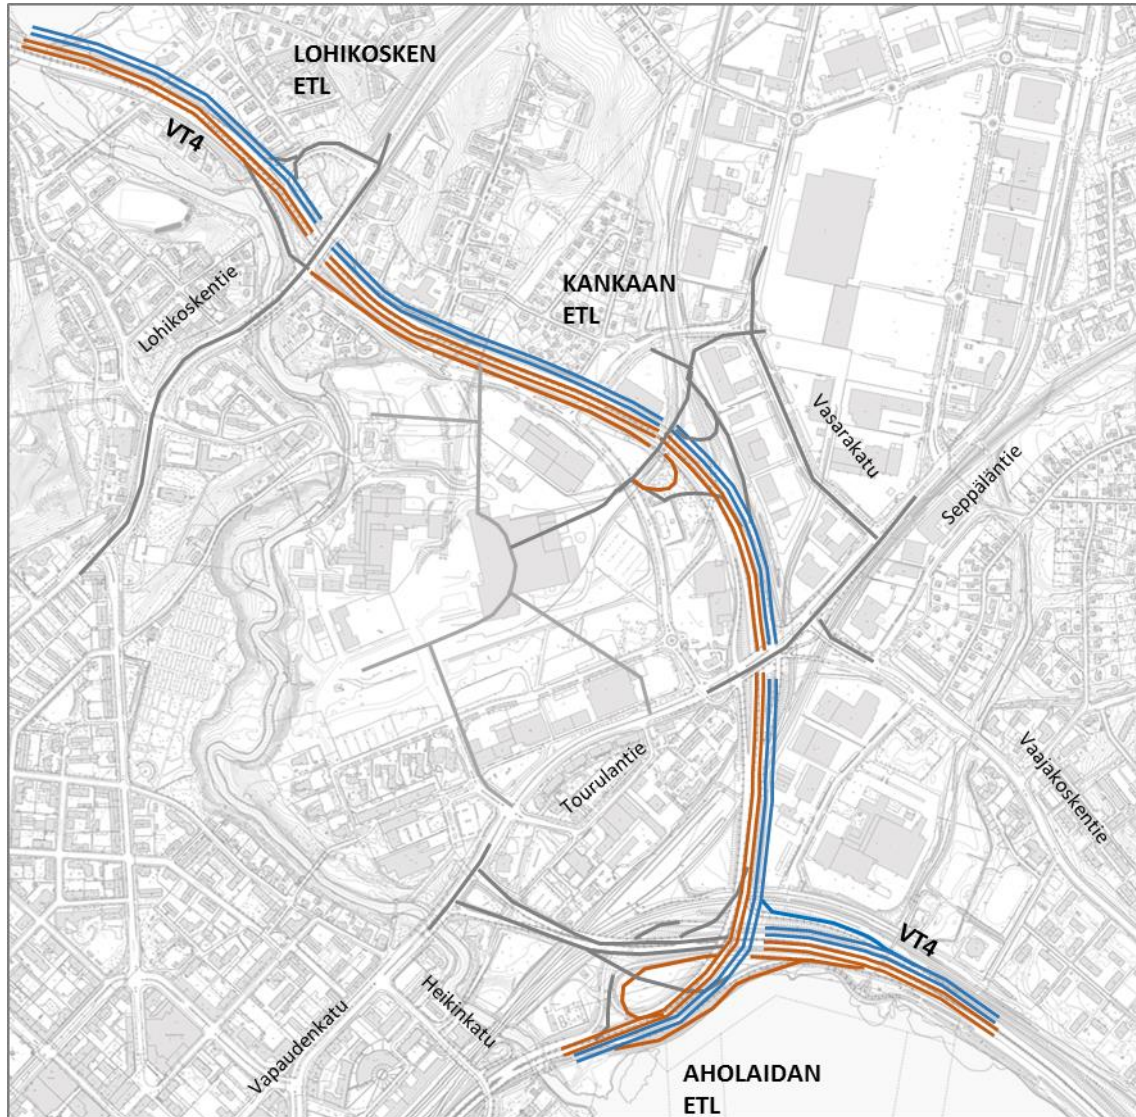 LOHIKOSKEN
ETL
VT4
Lohikoskentie
KANKAAN
ETL
Vasarakatu
Seppäläntie
Tourulantie
Vaajakoskentie
VT4
Heikinkatu
Vapaudenkatu
AHOLAIDAN
ETL